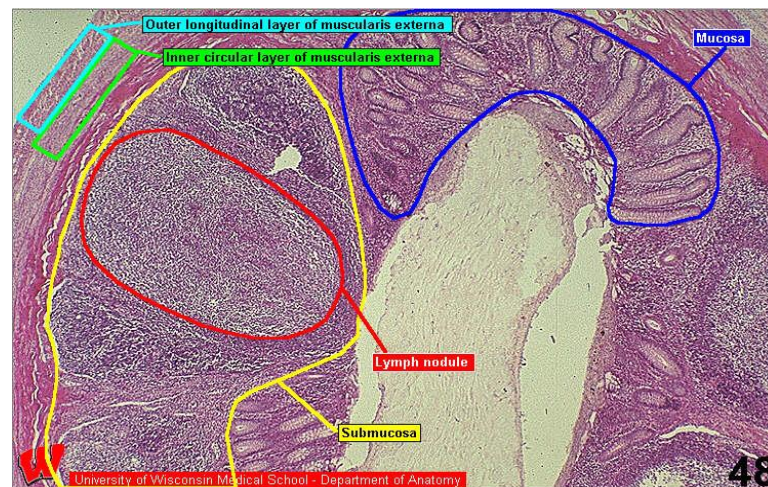 Outer longitudinal layer of muscularis externa
Inner circular layer of muscularis externa
Mucosa
Lymph nodule
Submucosa
W
University of Wisconsin Medical School - Department of Anatomy
48